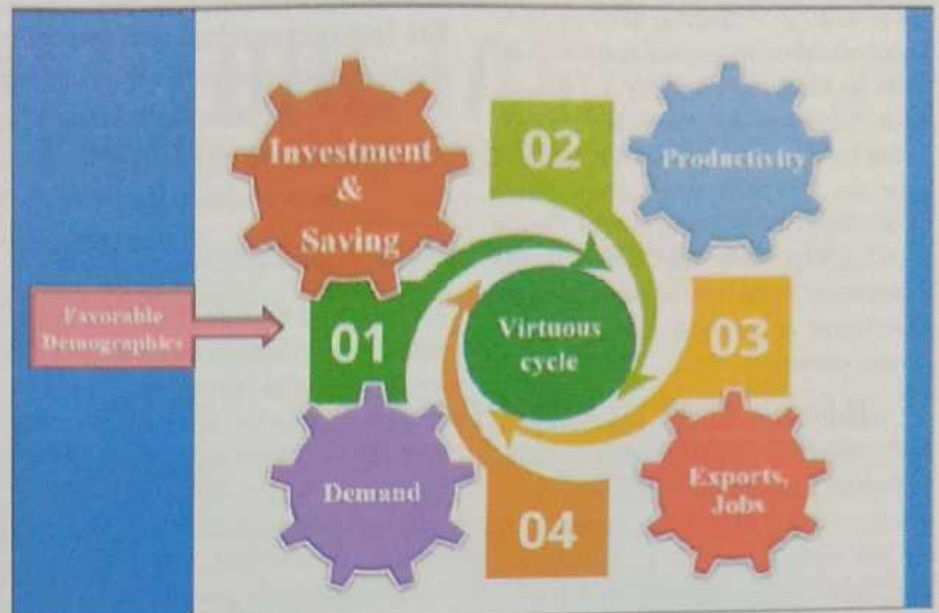 Investment
&
Saving
02
Productivity
Favorable
Demographics
01
Virtuous
cycle
03
Demand
04
Exports,
Jobs